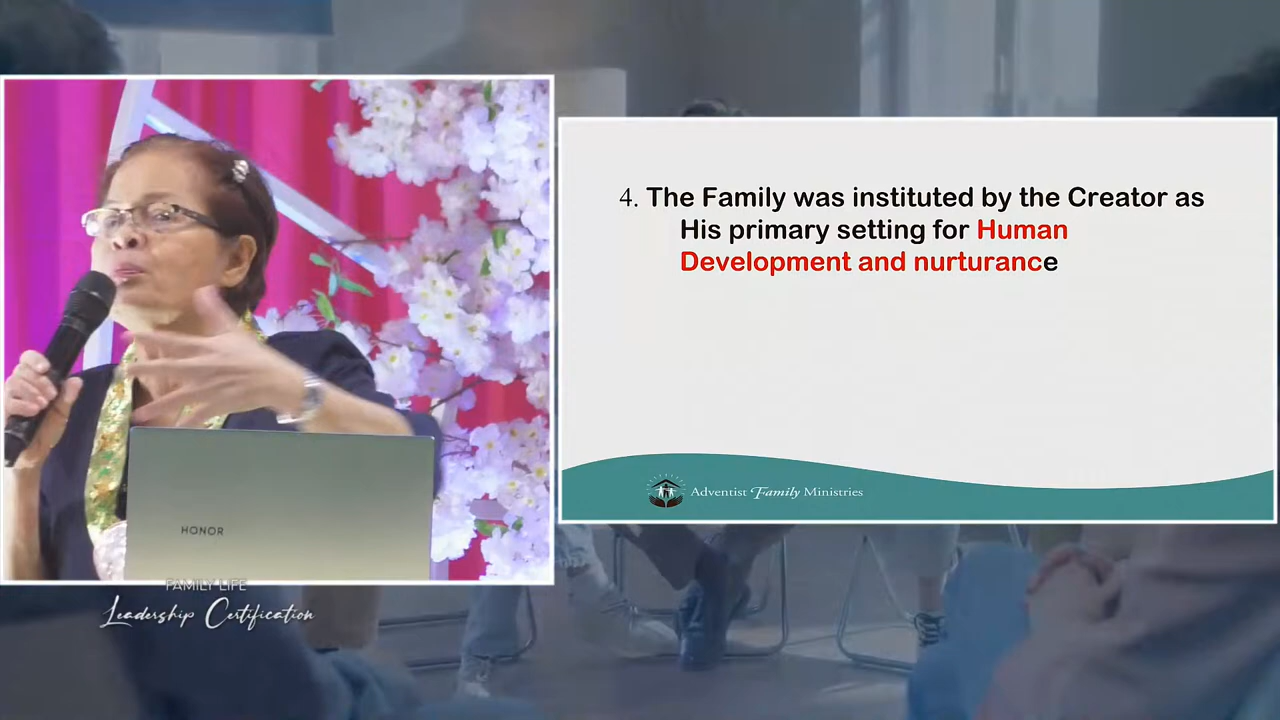 4. The Family was instituted by the Creator as
His primary setting for Human
Development and nurturance
Adventist Family Ministries
HONOR
FAMILY LIFE
Leadership Certification